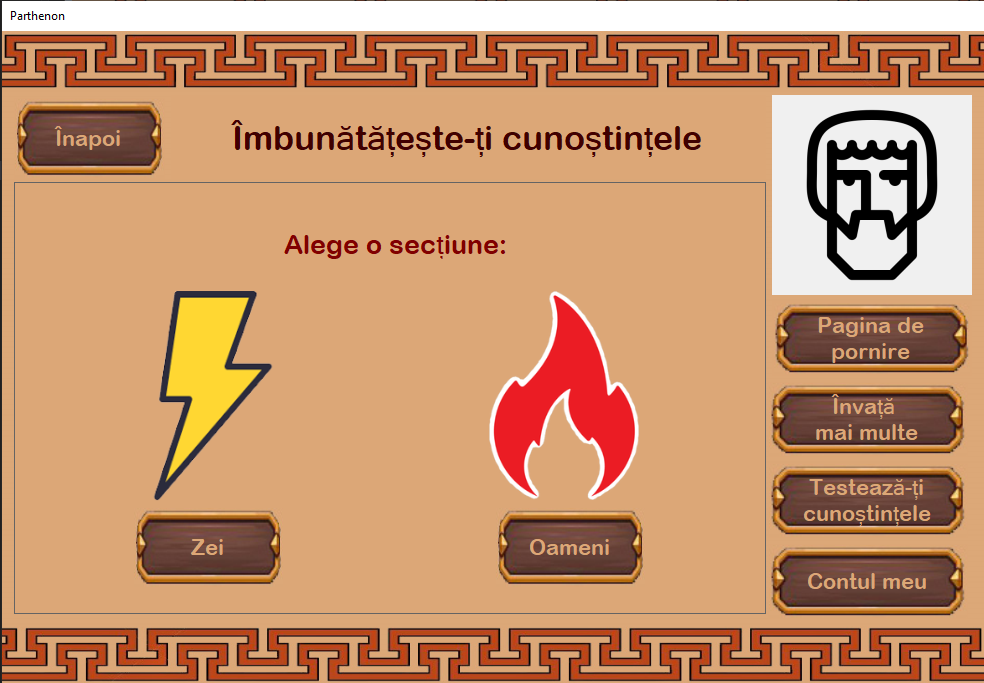 Parthenon
Înapoi
Îmbunătățește-ți cunoștințele
Alege o secțiune:
Zei
Oameni
Pagina de
pornire
Învață
mai multe
Testează-ți
cunoștințele
Contul meu